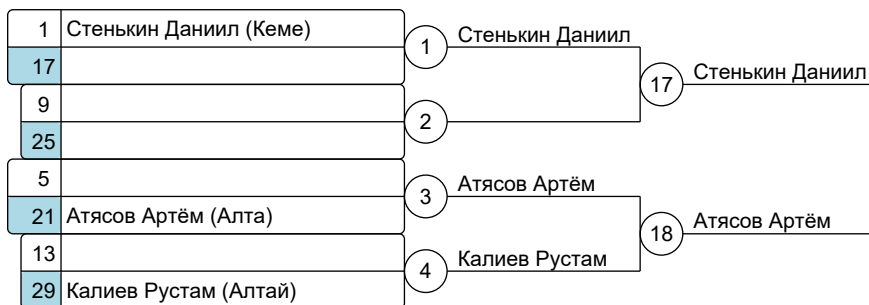 1 Стенькин Даниил (Кеме)
17
1 Стенькин Даниил
17 Стенькин Даниил
9
25
2
5
21 Атясов Артём (Алта)
3 Атясов Артём
18 Атясов Артём
13
29 Калиев Рустам (Алтай)
4 Калиев Рустам